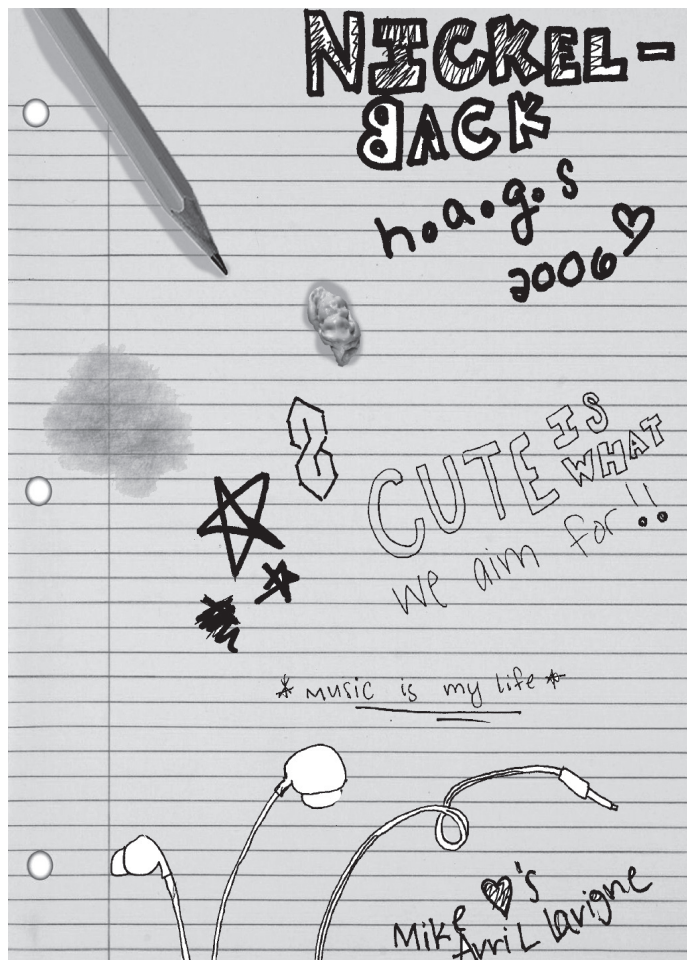 NICKEL-
BACK
h.a.g.s
2006
CUTE IS
WHAT
we aim for!!
*music is my life*
Mike ♥'s
Avril Lavigne